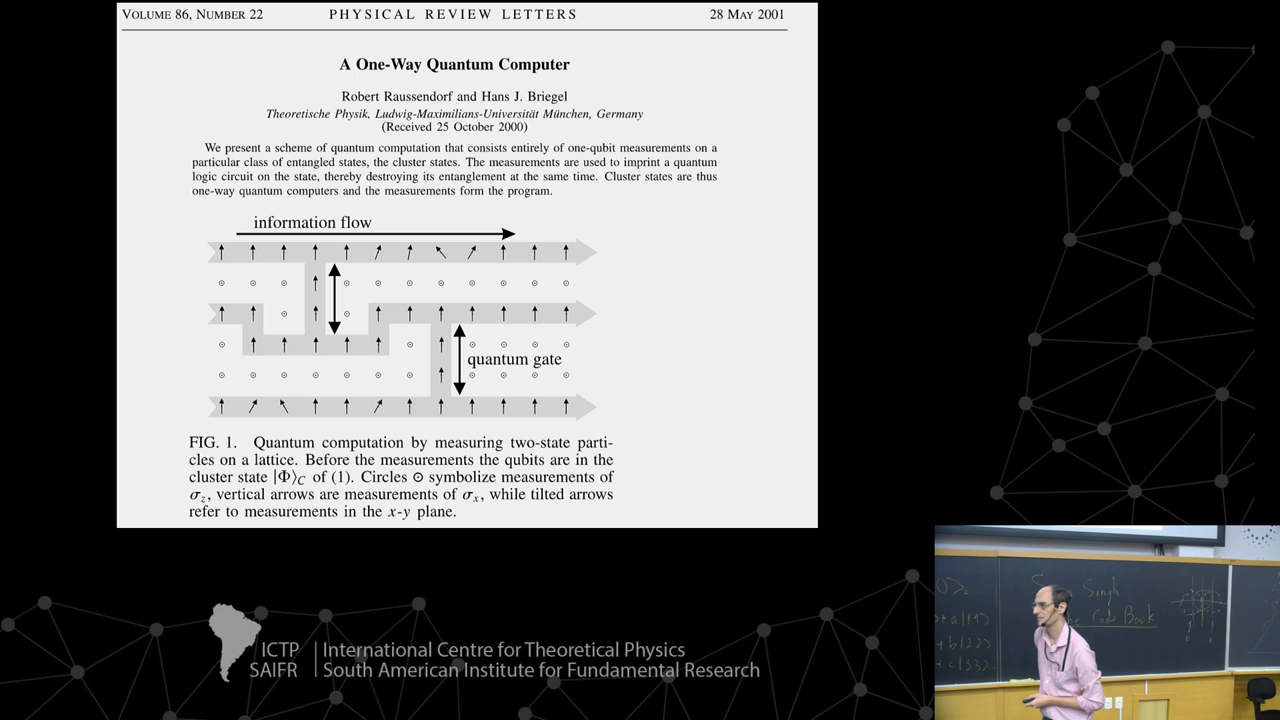 VOLUME 86, NUMBER 22 PHYSICAL REVIEW LETTERS 28 MAY 2001
A One-Way Quantum Computer
Robert Raussendorf and Hans J. Briegel
Theoretische Physik, Ludwig-Maximilians-Universität München, Germany
(Received 25 October 2000)
We present a scheme of quantum computation that consists entirely of one-qubit measurements on a
particular class of entangled states, the cluster states. The measurements are used to imprint a quantum
logic circuit on the state, thereby destroying its entanglement at the same time. Cluster states are thus
one-way quantum computers and the measurements form the program.
information flow
quantum gate
FIG. 1. Quantum computation by measuring two-state parti-
cles on a lattice. Before the measurements the qubits are in the
cluster state |Φ⟩C of (1). Circles ⊙ symbolize measurements of
σz, vertical arrows are measurements of σx, while tilted arrows
refer to measurements in the x-y plane.
Singh
Code Book
ICTP International Centre for Theoretical Physics
SAIFR South American Institute for Fundamental Research